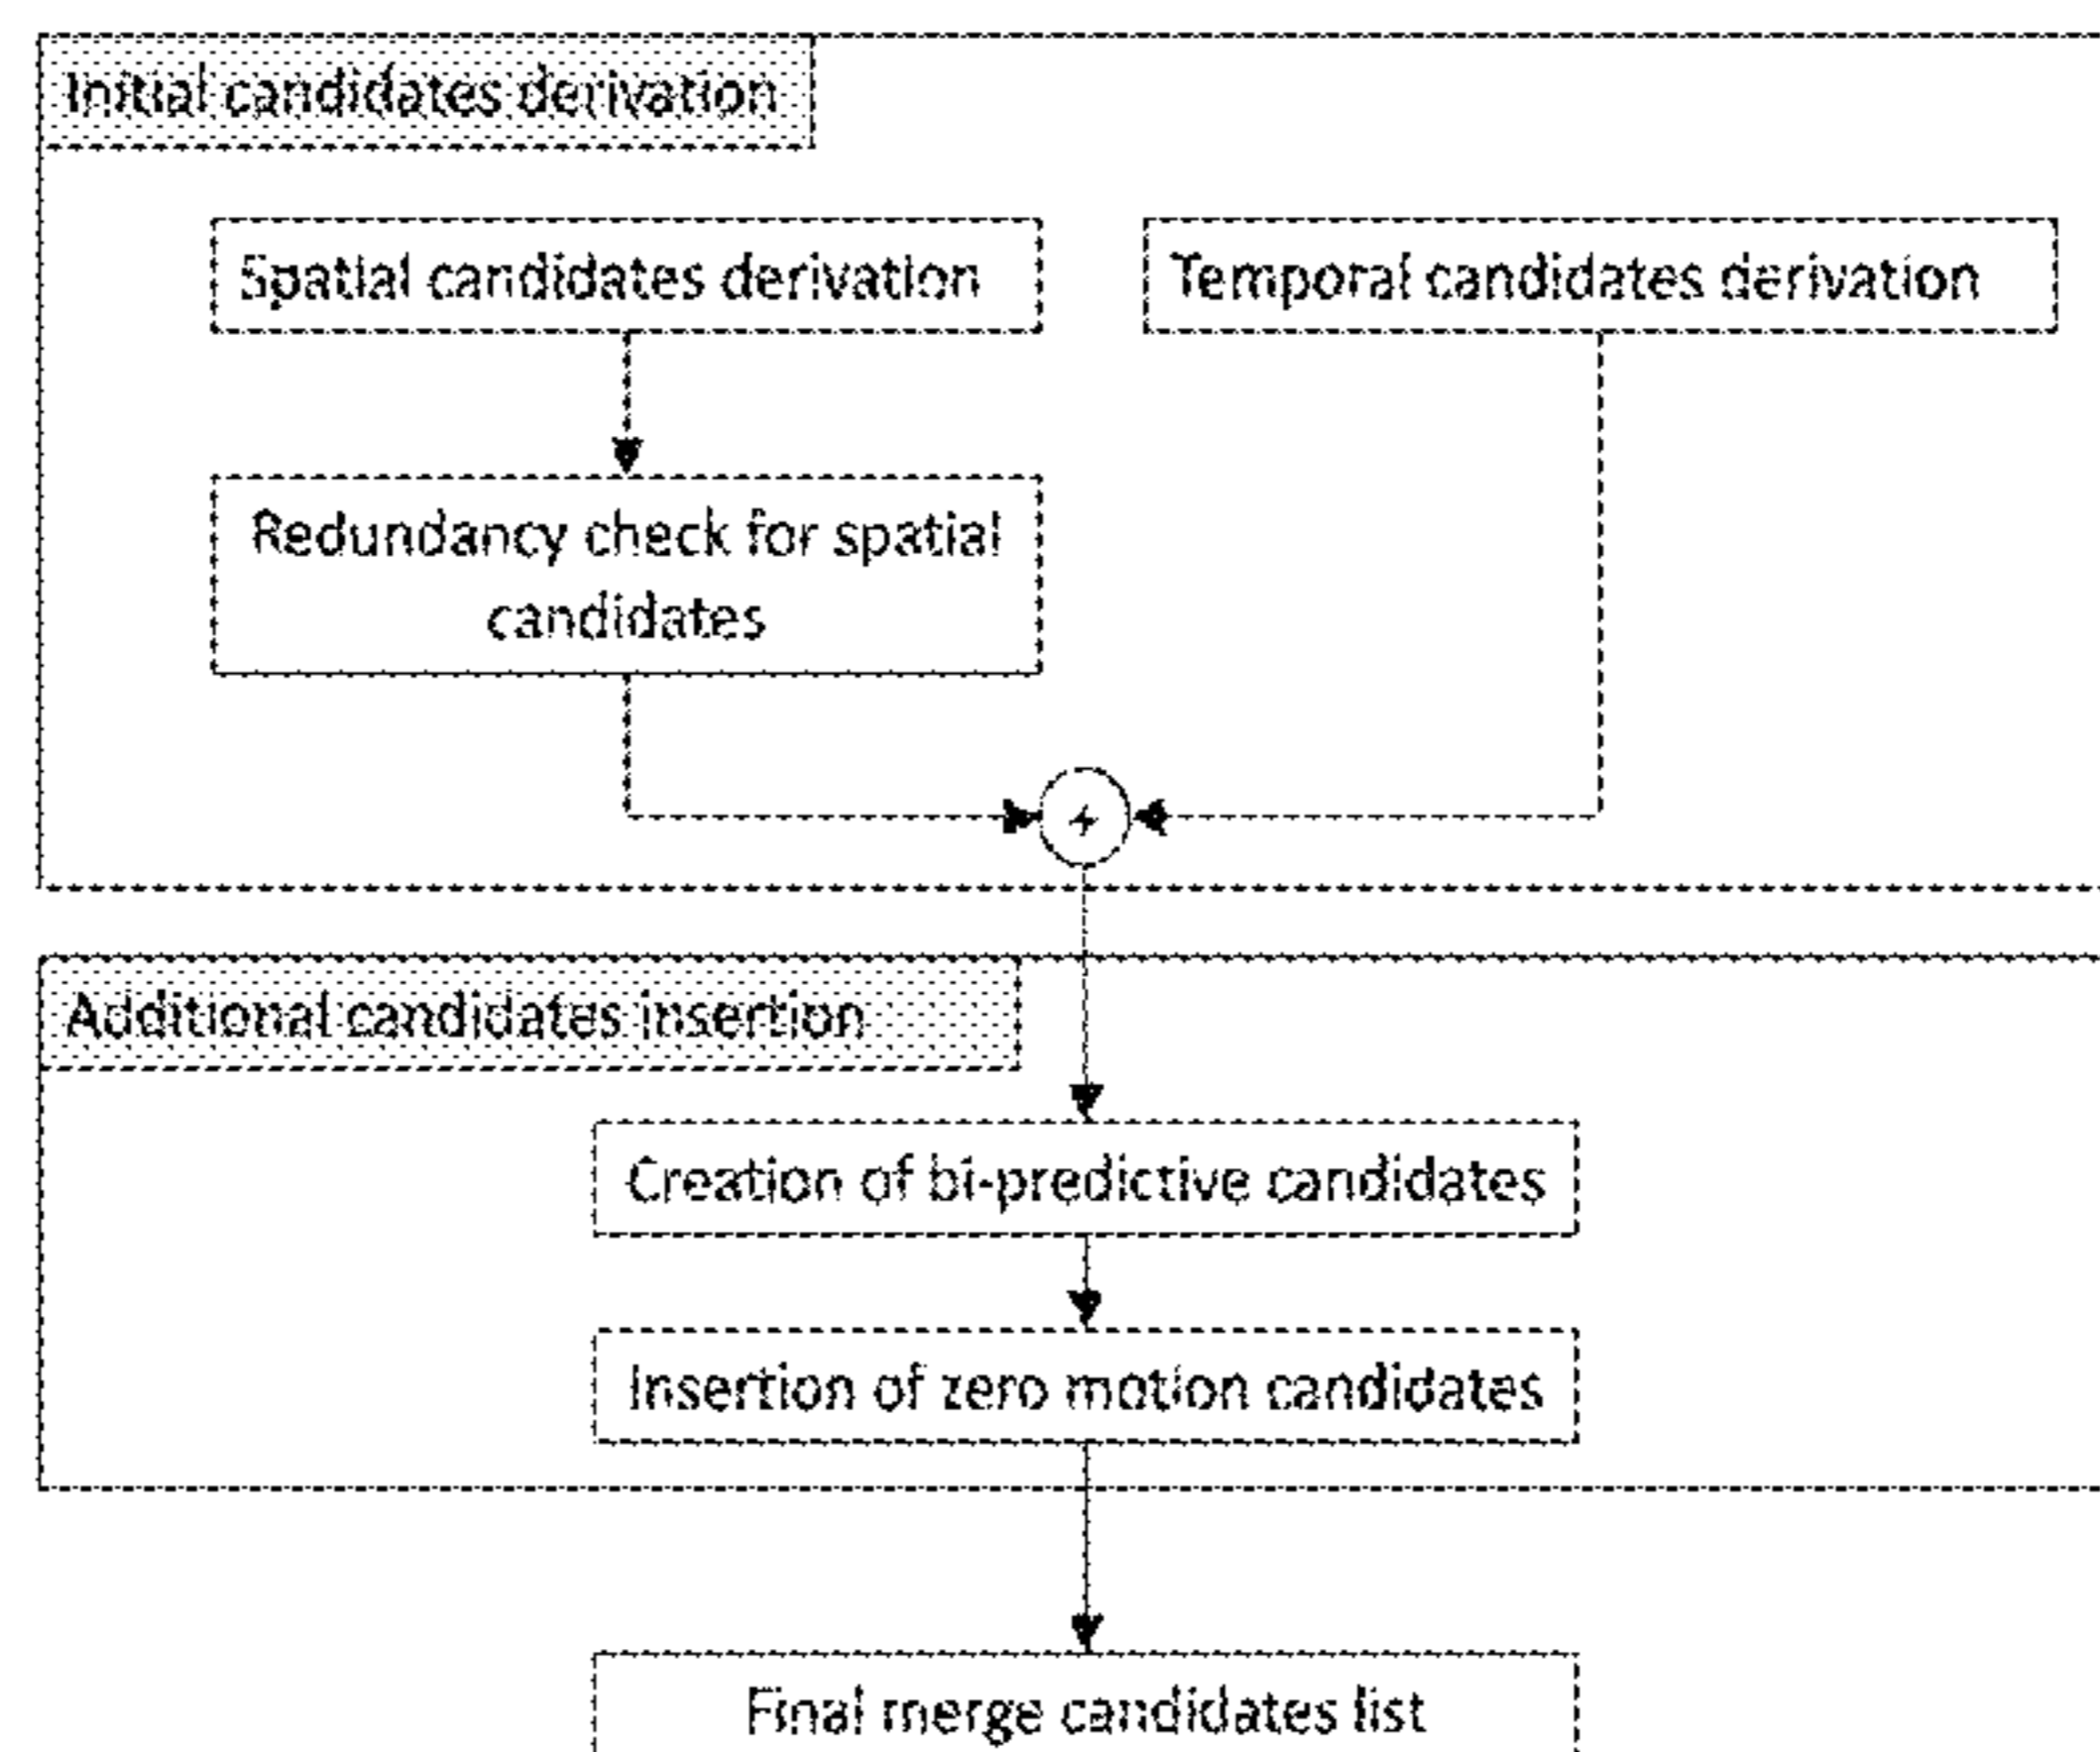 Initial candidates derivation
Spatial candidates derivation
Temporal candidates derivation
Redundancy check for spatial
candidates
+
Additional candidates insertion
Creation of bi-predictive candidates
Insertion of zero motion candidates
Final merge candidates list